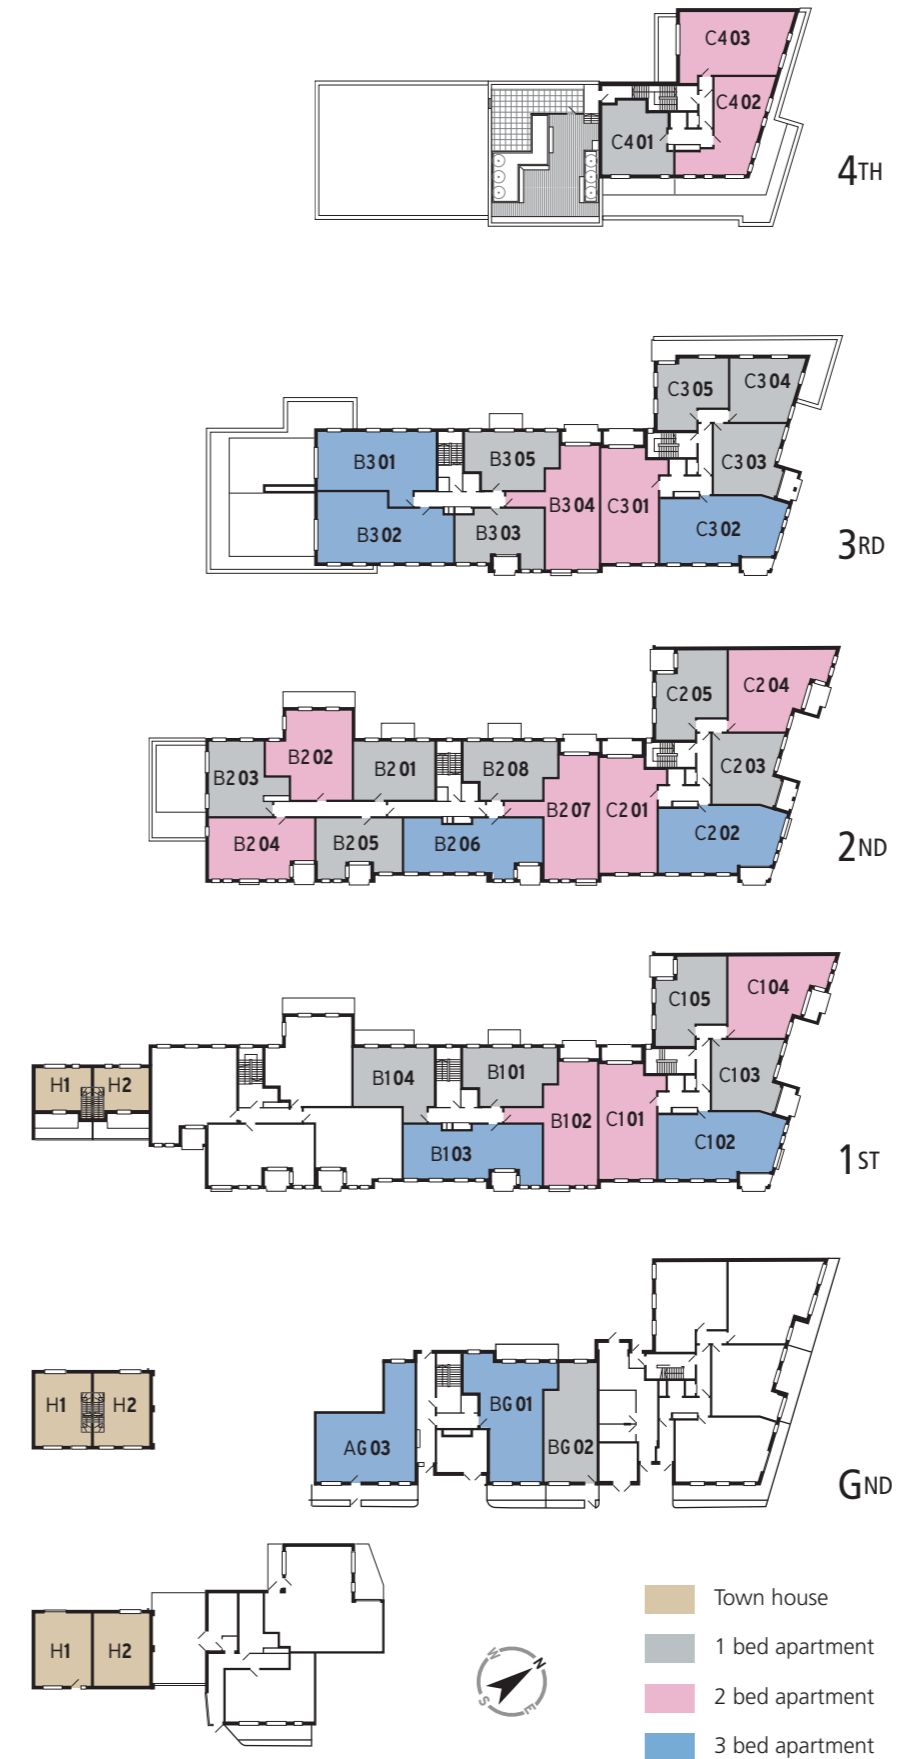 C403
C402
C401
4TH
C305
C304
B301
B305
C303
B304
C301
B302
B303
C302
3RD
C205
C204
B202
B203
B201
B208
C203
B207
C201
B204
B205
B206
C202
2ND
C105
C104
H1
H2
B104
B101
C103
B102
C101
B103
C102
1ST
H1
H2
BG01
AG03
BG02
GND
H1
H2
W
N
S
E
Town house
1 bed apartment
2 bed apartment
3 bed apartment